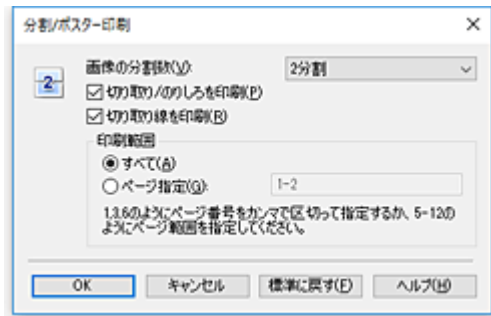 分割/ポスター印刷
画像の分割数(V): 2分割
2
切り取り/のりしろを印刷(P)
切り取り線を印刷(R)
印刷範囲
すべて(A)
ページ指定(G): 1-2
1,3,6のようにページ番号をカンマで区切って指定するか、5-12の
ようにページ範囲を指定してください。
OK キャンセル 標準に戻す(F) ヘルプ(H)